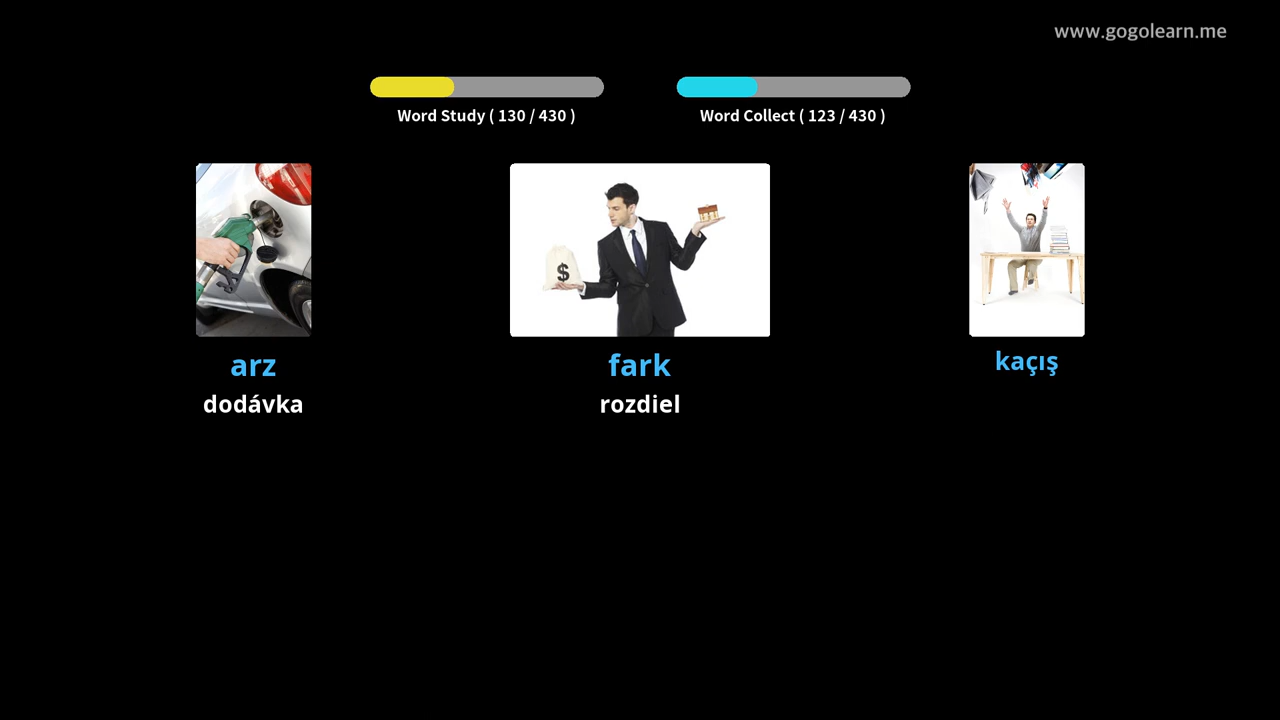 www.gogolearn.me
Word Study ( 130 / 430 )
Word Collect ( 123 / 430 )
$
arz
dodávka
fark
rozdiel
kaçış